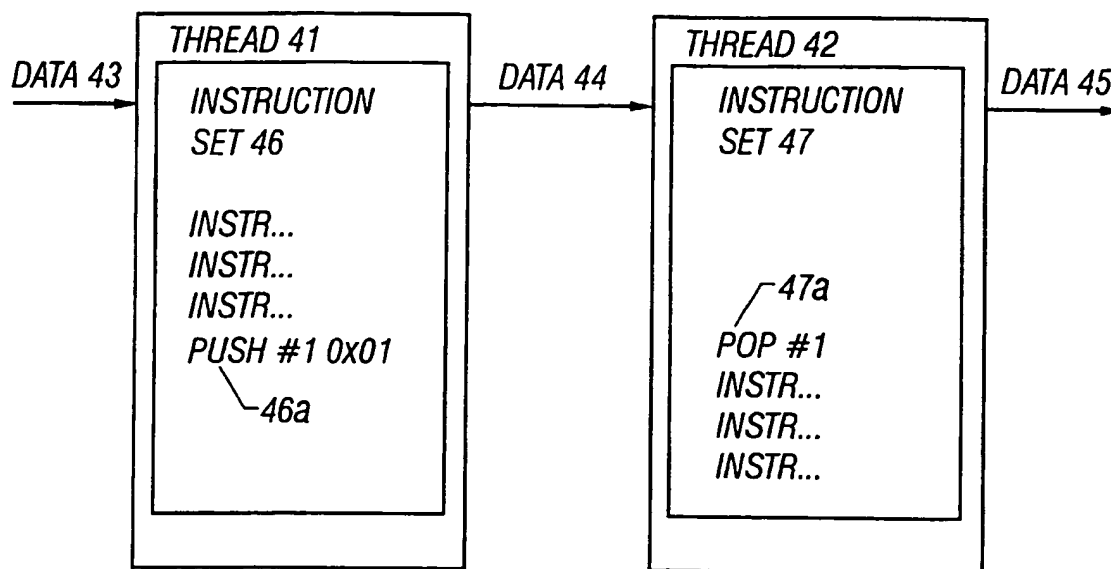 DATA 43
THREAD 41
INSTRUCTION
SET 46
INSTR...
INSTR...
INSTR...
PUSH #1 0X01
46a
DATA 44
THREAD 42
INSTRUCTION
SET 47
47a
POP #1
INSTR...
INSTR...
INSTR...
DATA 45